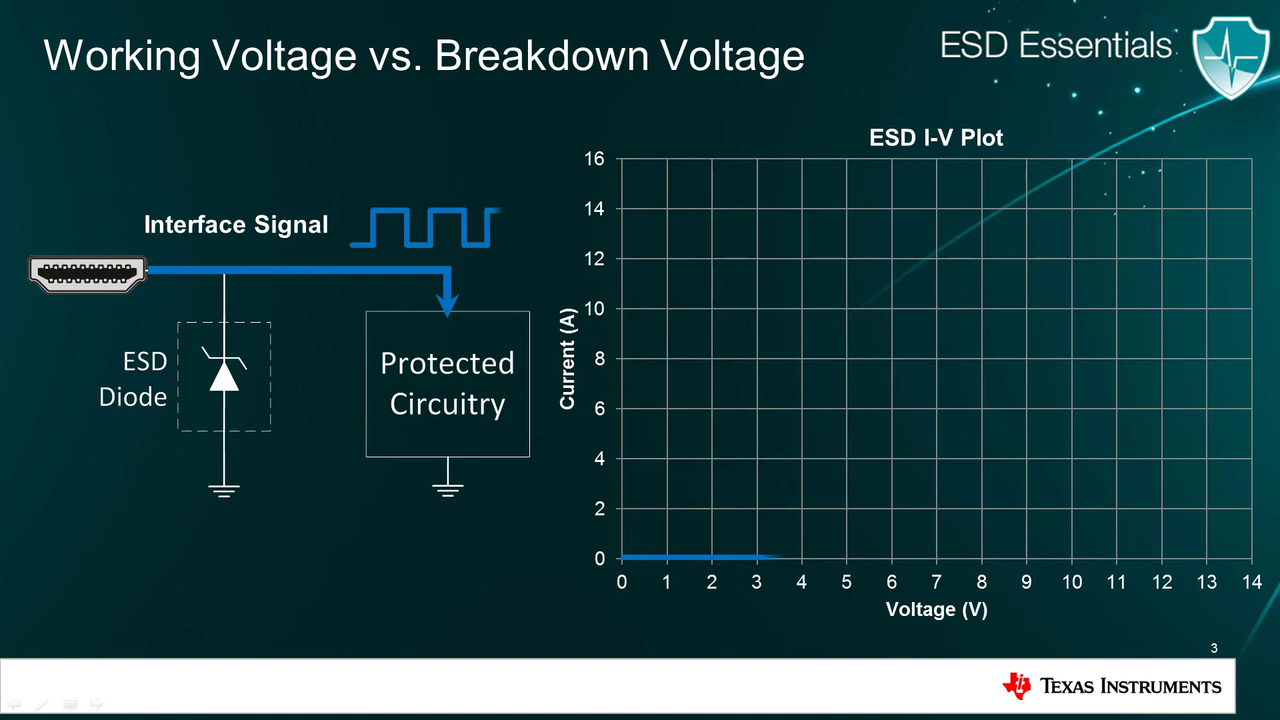 Working Voltage vs. Breakdown Voltage
ESD Essentials
Interface Signal
ESD
Diode
Protected
Circuitry
ESD I-V Plot
Current (A)
16
14
12
10
8
6
4
2
0
0 1 2 3 4 5 6 7 8 9 10 11 12 13 14
Voltage (V)
3
TEXAS INSTRUMENTS